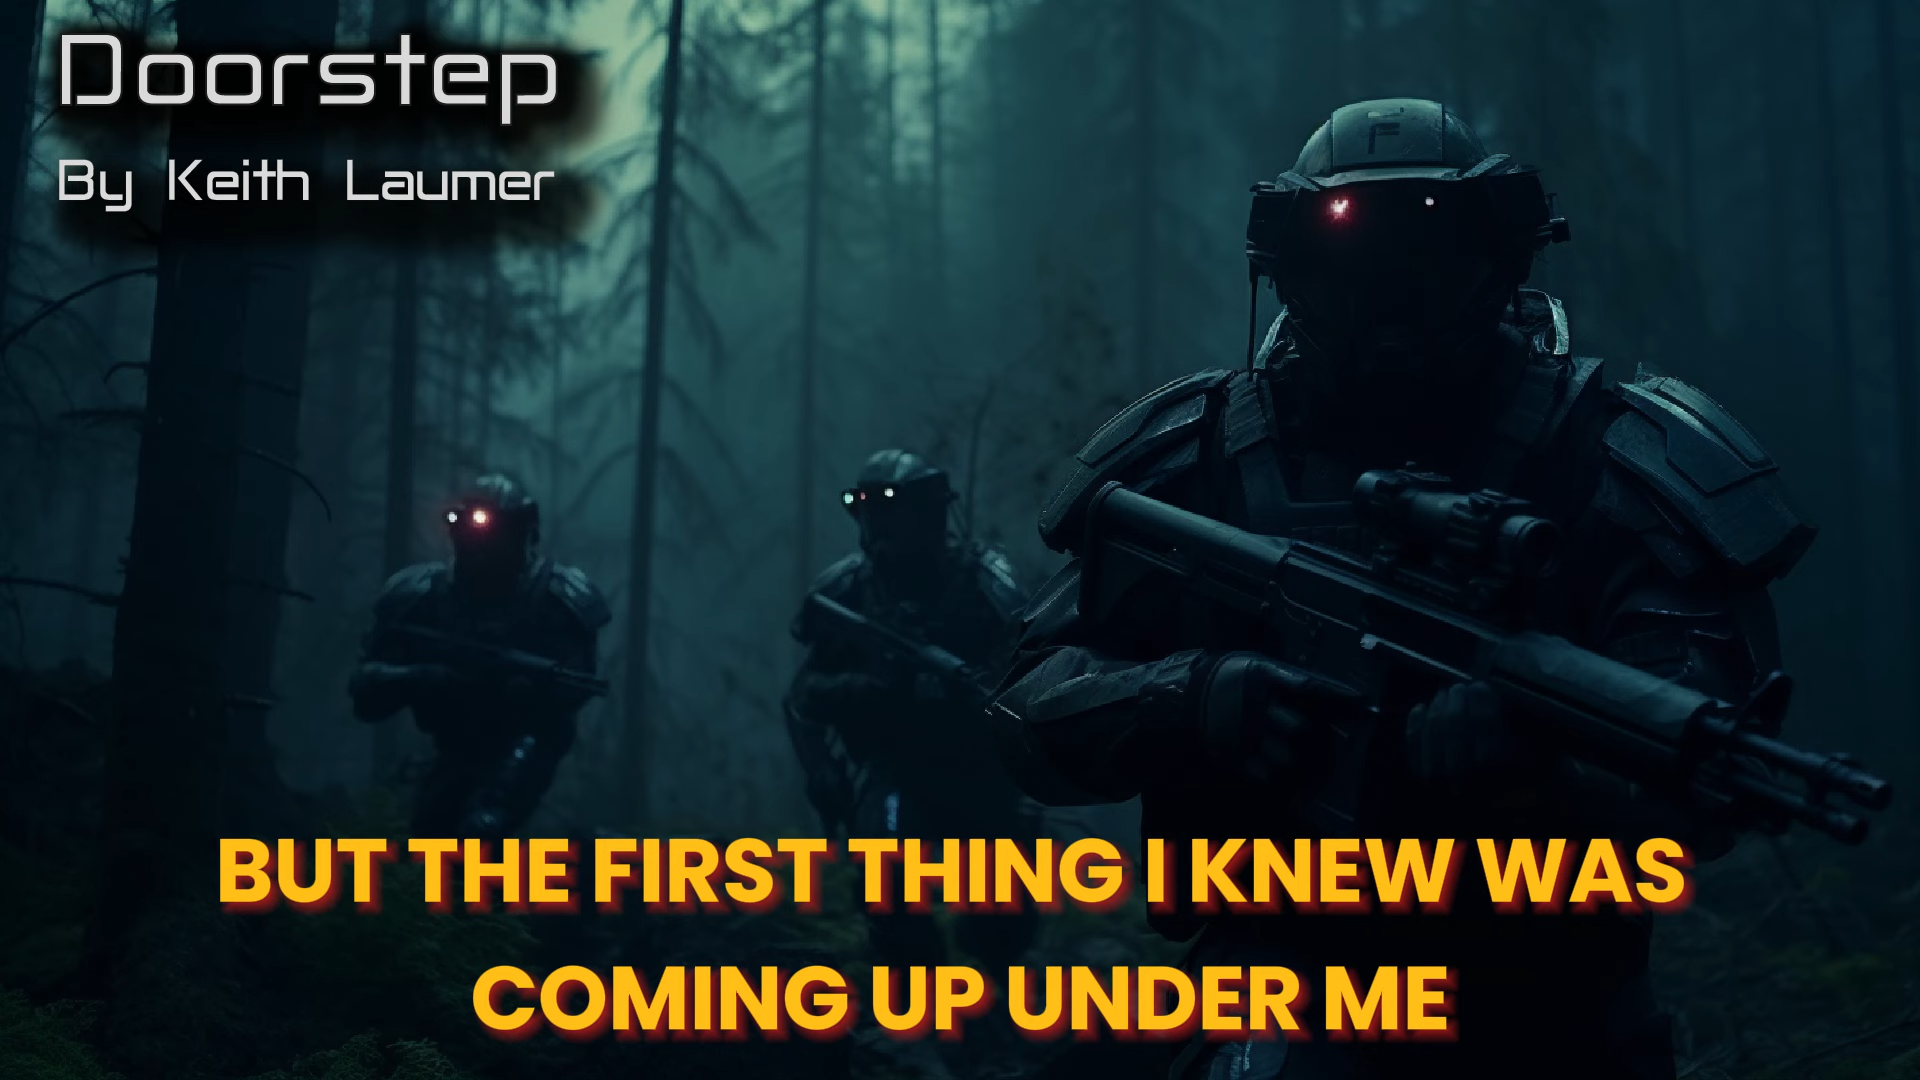 Doorstep
By Keith Laumer
F
BUT THE FIRST THING I KNEW WAS
COMING UP UNDER ME